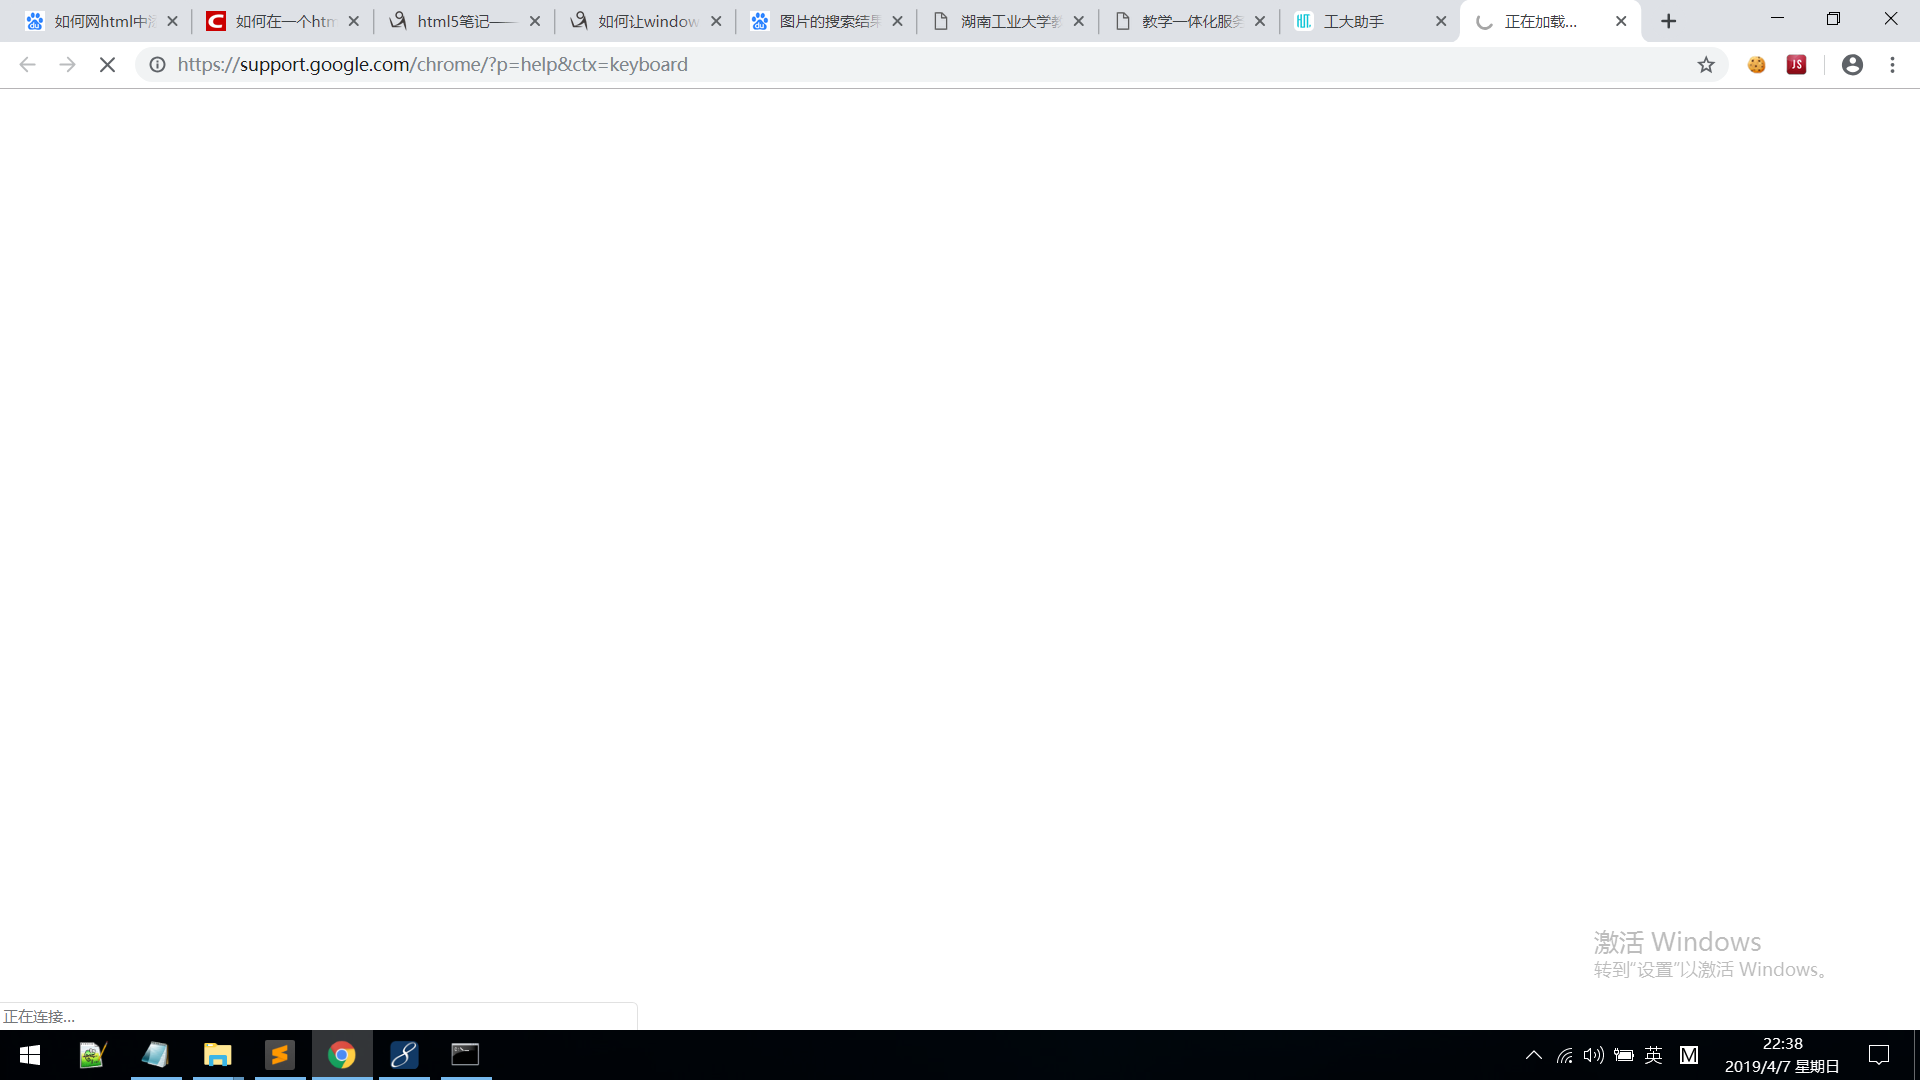 如何网html中
如何在一个htm
html5笔记——
如何让window
图片的搜索结果
湖南工业大学教
教学一体化服务
工大助手
正在加载...
https://support.google.com/chrome/?p=help&ctx=keyboard
JS
激活 Windows
转到“设置”以激活 Windows。
正在连接...
英
M
22:38
2019/4/7 星期日